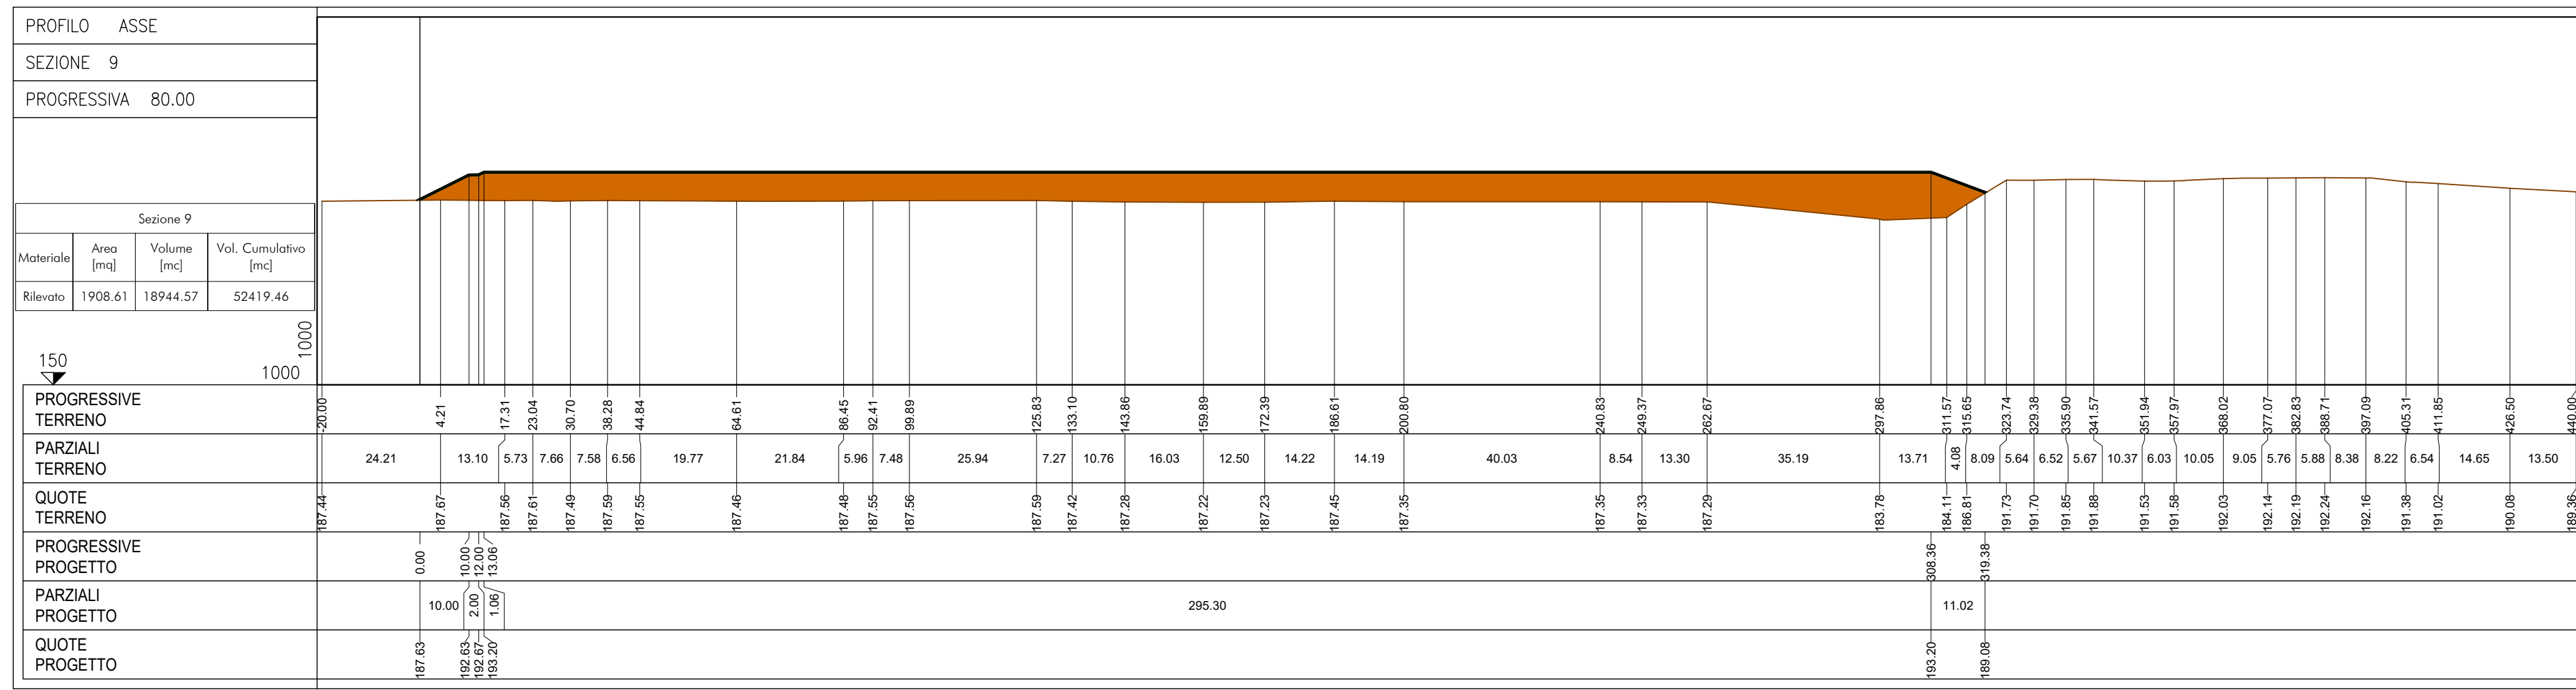 PROFILO ASSE
SEZIONE 9
PROGRESSIVA 80.00
Sezione 9
Materiale Area [mq] Volume [mc] Vol. Cumulativo [mc]
Rilevato 1908.61 18944.57 52419.46
1000
150
1000
PROGRESSIVE TERRENO -20.00 4.21 17.31 23.04 30.70 38.28 44.84 64.61 86.45 92.41 99.89 125.83 133.10 143.86 159.89 172.39 186.61 200.80 240.83 249.37 262.67 297.86 311.57 315.65 323.74 329.38 335.90 341.57 351.94 357.97 368.02 377.07 382.83 388.71 397.09 405.31 411.85 426.50 440.00
PARZIALI TERRENO 24.21 13.10 5.73 7.66 7.58 6.56 19.77 21.84 5.96 7.48 25.94 7.27 10.76 16.03 12.50 14.22 14.19 40.03 8.54 13.30 35.19 13.71 4.08 8.09 5.64 6.52 5.67 10.37 6.03 10.05 9.05 5.76 5.88 8.38 8.22 6.54 14.65 13.50
QUOTE TERRENO 187.44 187.67 187.56 187.61 187.49 187.59 187.55 187.46 187.48 187.55 187.56 187.59 187.42 187.28 187.22 187.23 187.45 187.35 187.35 187.33 187.29 183.78 184.11 186.81 191.73 191.70 191.85 191.88 191.53 191.58 192.03 192.14 192.19 192.24 192.16 191.38 191.02 190.08 189.36
PROGRESSIVE PROGETTO 0.00 10.00 12.00 13.06 308.36 319.38
PARZIALI PROGETTO 10.00 2.00 1.06 295.30 11.02
QUOTE PROGETTO 187.63 192.63 192.67 193.20 193.20 189.08